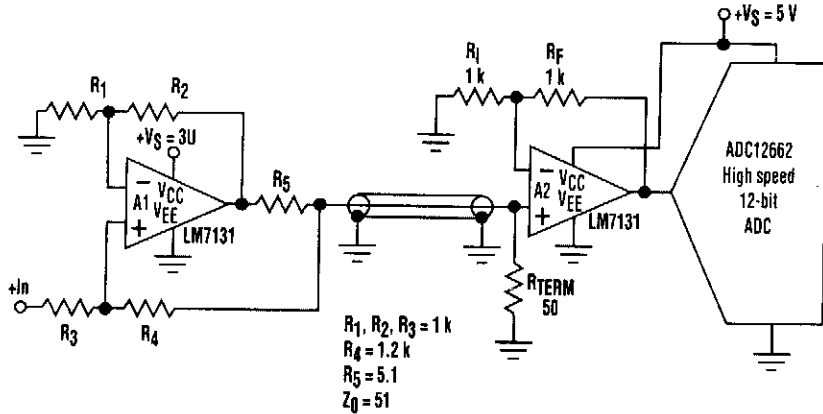 +VS = 5 V
RI
1 k
RF
1 k
R1
R2
+VS = 3U
−
A1
VCC
VEE
+
LM7131
R5
−
A2
VCC
VEE
+
LM7131
ADC12662
High speed
12-bit
ADC
+In
R3
R4
RTERM
50
R1, R2, R3 = 1 k
R4 = 1.2 k
R5 = 5.1
Z0 = 51